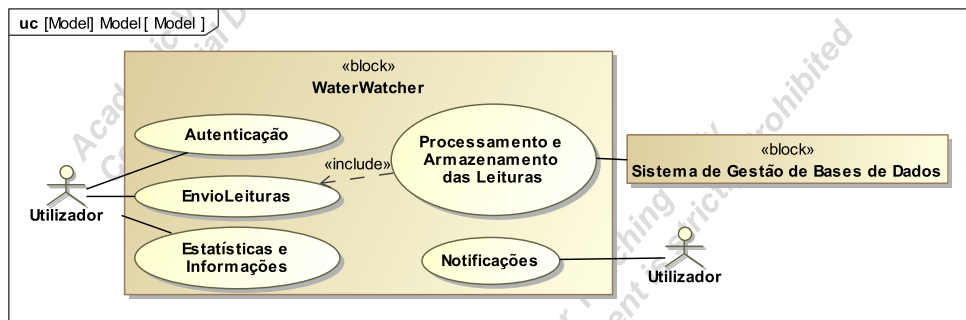 uc [Model] Model [ Model ]
«block»
WaterWatcher
Autenticação
EnvioLeituras
Estatísticas e
Informações
«include»
Processamento e
Armazenamento
das Leituras
Notificações
Utilizador
«block»
Sistema de Gestão de Bases de Dados
Utilizador